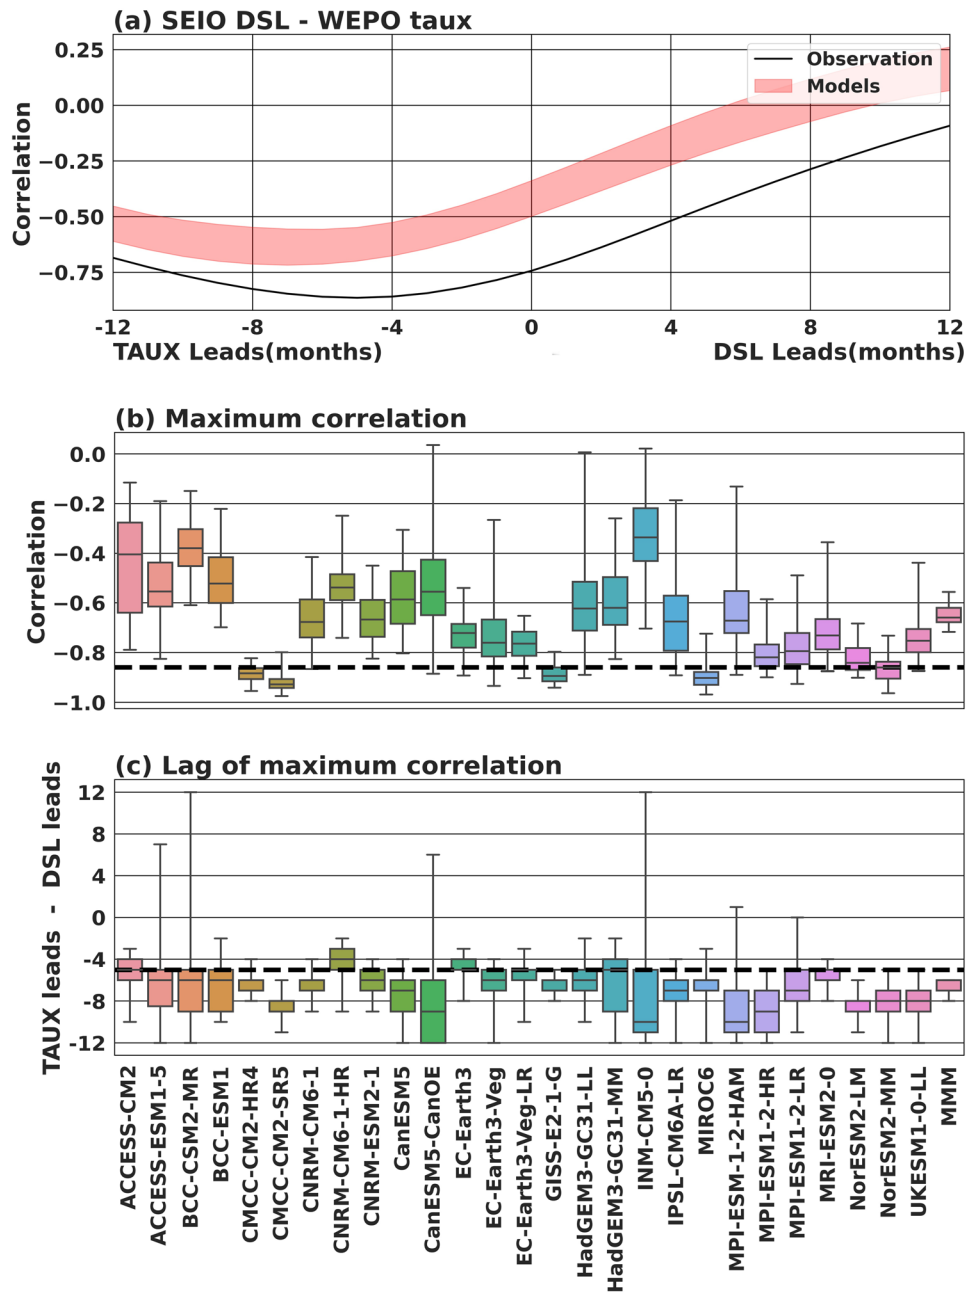 (a) SEIO DSL - WEPO taux
0.25
0.00
−0.25
−0.50
−0.75
Correlation
Observation
Models
-12 -8 -4 0 4 8 12
TAUX Leads(months) DSL Leads(months)
(b) Maximum correlation
0.0
−0.2
−0.4
−0.6
−0.8
−1.0
Correlation
(c) Lag of maximum correlation
12
8
4
0
-4
-8
-12
TAUX leads - DSL leads
ACCESS-CM2
ACCESS-ESM1-5
BCC-CSM2-MR
BCC-ESM1
CMCC-CM2-HR4
CMCC-CM2-SR5
CNRM-CM6-1
CNRM-CM6-1-HR
CNRM-ESM2-1
CanESM5
CanESM5-CanOE
EC-Earth3
EC-Earth3-Veg
EC-Earth3-Veg-LR
GISS-E2-1-G
HadGEM3-GC31-LL
HadGEM3-GC31-MM
INM-CM5-0
IPSL-CM6A-LR
MIROC6
MPI-ESM-1-2-HAM
MPI-ESM1-2-HR
MPI-ESM1-2-LR
MRI-ESM2-0
NorESM2-LM
NorESM2-MM
UKESM1-0-LL
MMM